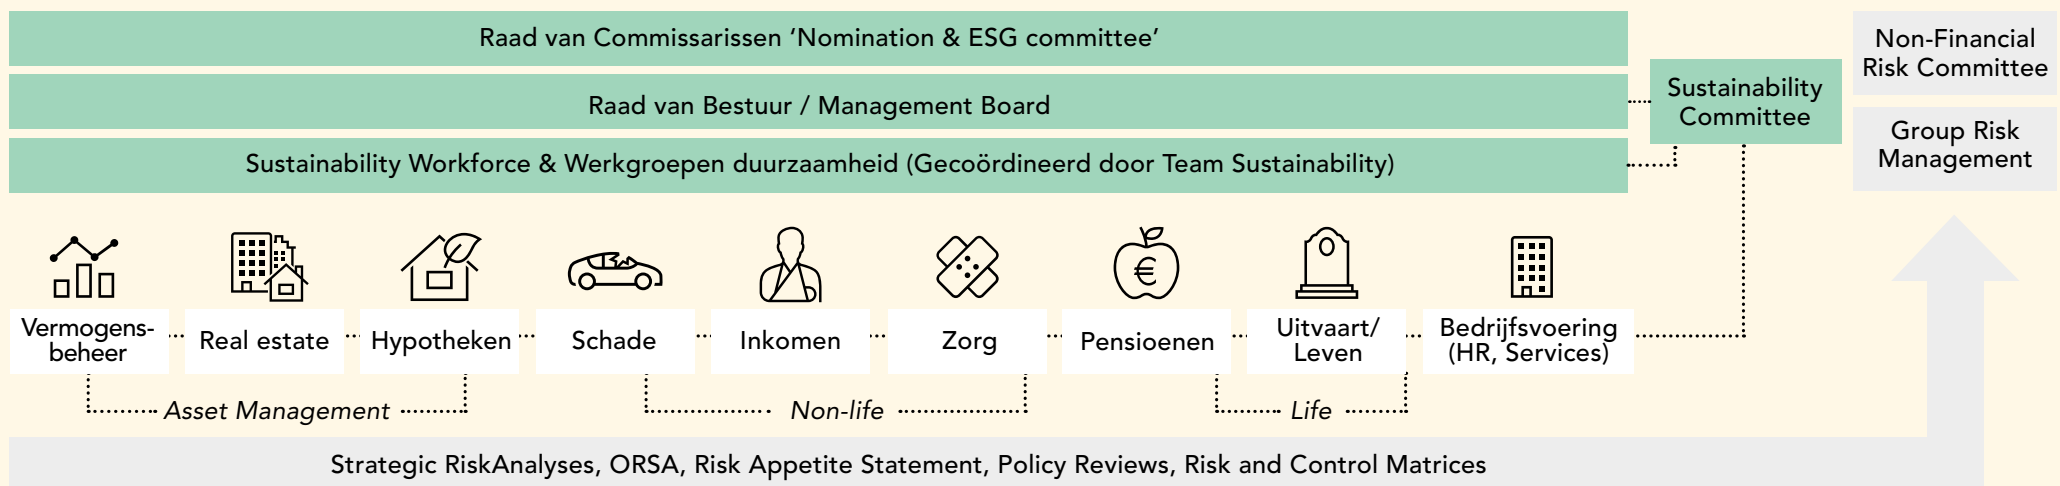 Raad van Commissarissen ‘Nomination & ESG committee’
Raad van Bestuur / Management Board
Sustainability Workforce & Werkgroepen duurzaamheid (Gecoördineerd door Team Sustainability)
Sustainability
Committee
Non-Financial
Risk Committee
Group Risk
Management
Vermogens-
beheer
Real estate
Hypotheken
Schade
Inkomen
Zorg
€
Pensioenen
Uitvaart/
Leven
Bedrijfsvoering
(HR, Services)
Asset Management
Non-life
Life
Strategic RiskAnalyses, ORSA, Risk Appetite Statement, Policy Reviews, Risk and Control Matrices